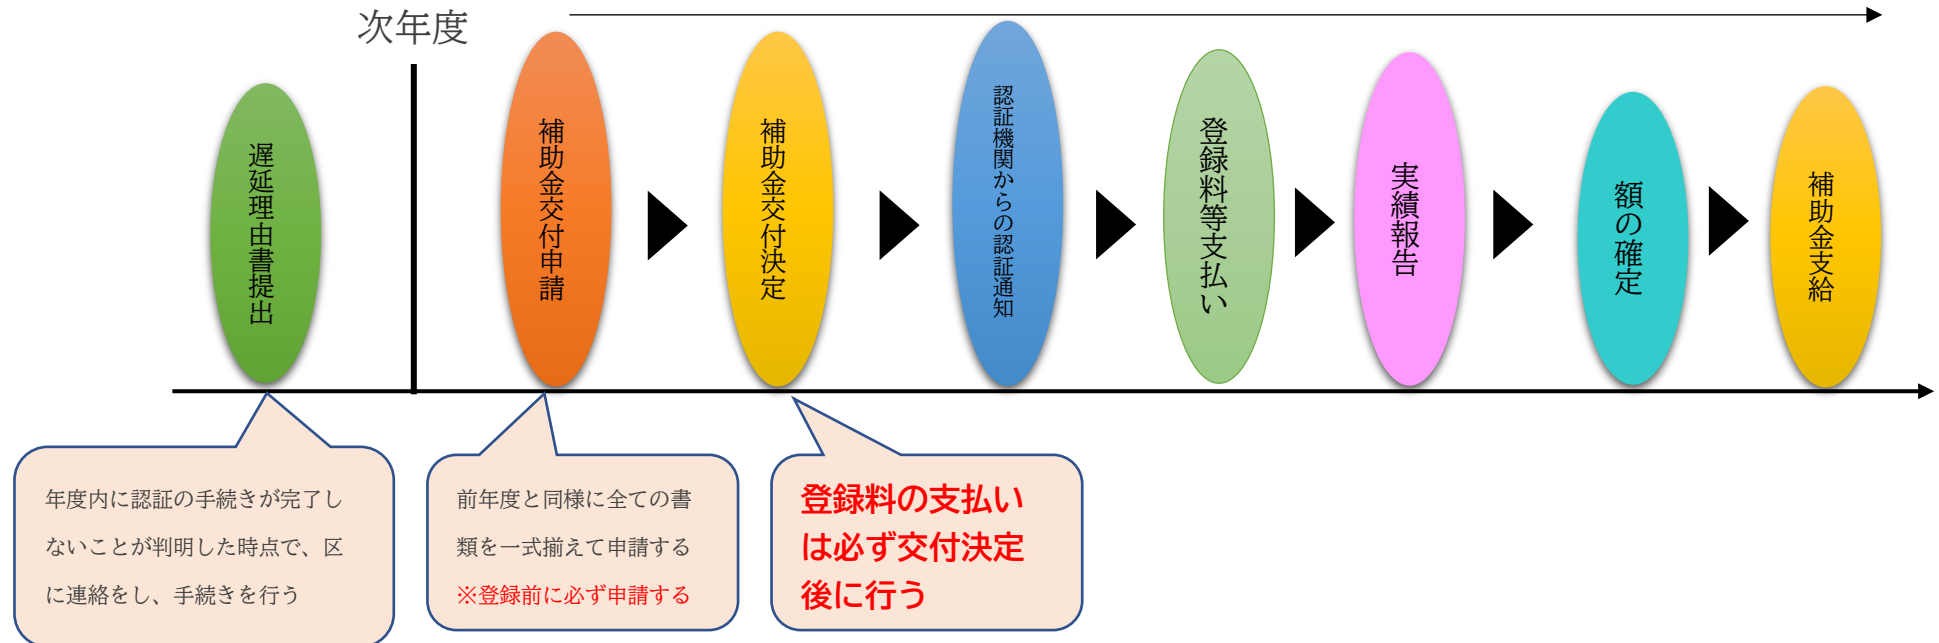 次年度
遅延理由書提出
補助金交付申請
補助金交付決定
認証機関からの認証通知
登録料等支払い
実績報告
額の確定
補助金支給
年度内に認証の手続きが完了し
ないことが判明した時点で、区
に連絡をし、手続きを行う
前年度と同様に全ての書
類を一式揃えて申請する
※登録前に必ず申請する
登録料の支払い
は必ず交付決定
後に行う